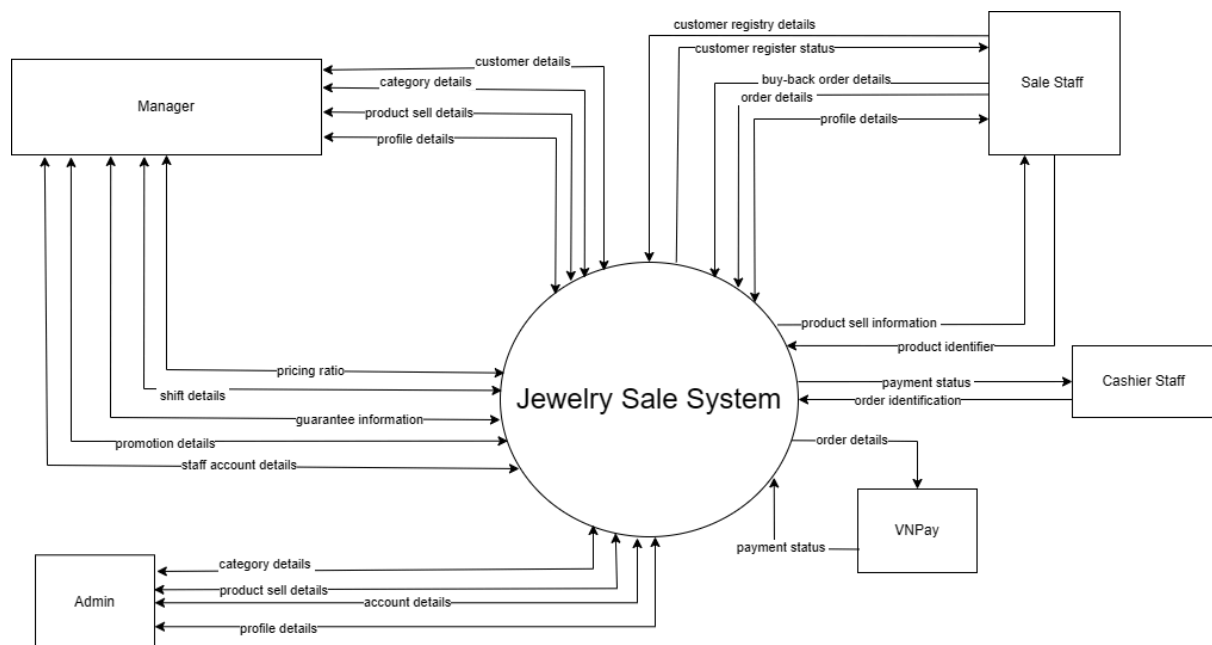 customer registry details
customer register status
customer details
category details
product sell details
profile details
Manager
buy-back order details
order details
profile details
Sale Staff
product sell information
product identifier
pricing ratio
shift details
guarantee information
promotion details
staff account details
Jewelry Sale System
payment status
order identification
Cashier Staff
order details
VNPay
payment status
category details
product sell details
account details
profile details
Admin